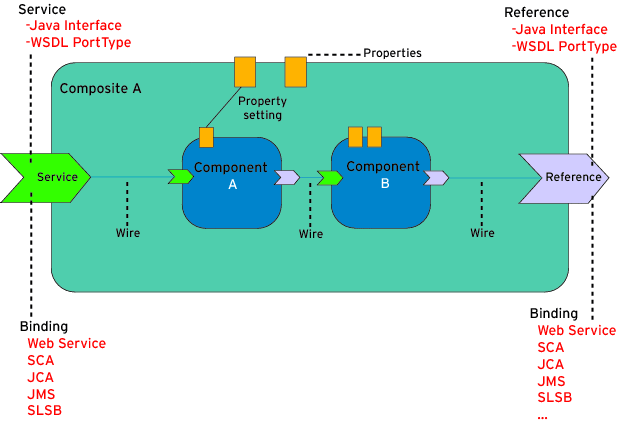 Service
-Java Interface
-WSDL PortType
Reference
-Java Interface
-WSDL PortType
Properties
Composite A
Property
setting
Component
A
Component
B
Service
Reference
Wire
Wire
Wire
Binding
Web Service
SCA
JCA
JMS
SLSB
Binding
Web Service
SCA
JCA
JMS
SLSB
...